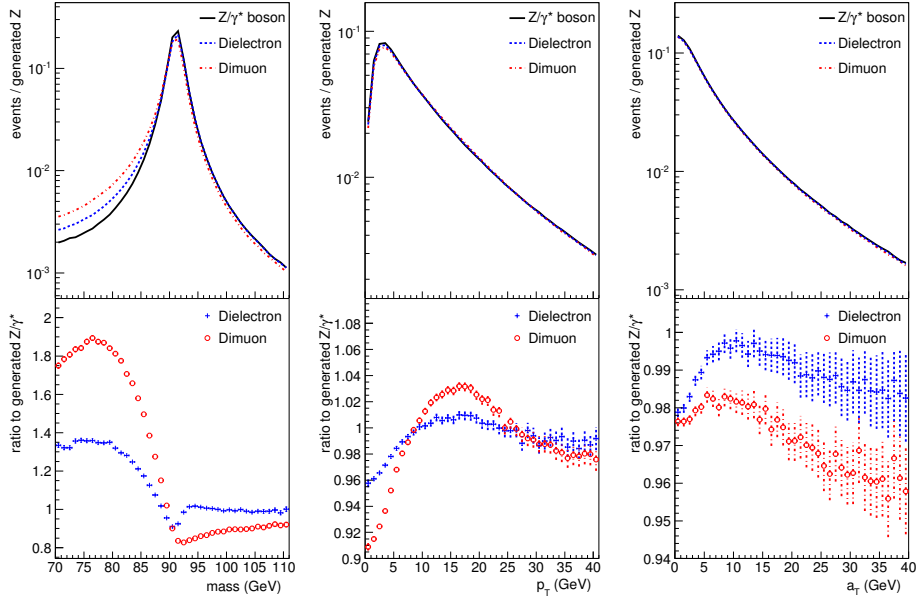 events / generated Z
10⁻¹
10⁻²
10⁻³
Z/γ* boson
Dielectron
Dimuon
events / generated Z
10⁻¹
10⁻²
Z/γ* boson
Dielectron
Dimuon
events / generated Z
10⁻¹
10⁻²
10⁻³
Z/γ* boson
Dielectron
Dimuon
ratio to generated Z/γ*
2
1.8
1.6
1.4
1.2
1
0.8
Dielectron
Dimuon
70 75 80 85 90 95 100 105 110
mass (GeV)
ratio to generated Z/γ*
1.08
1.06
1.04
1.02
1
0.98
0.96
0.94
0.92
0.9
Dielectron
Dimuon
0 5 10 15 20 25 30 35 40
p_T (GeV)
ratio to generated Z/γ*
1
0.99
0.98
0.97
0.96
0.95
0.94
Dielectron
Dimuon
0 5 10 15 20 25 30 35 40
a_T (GeV)